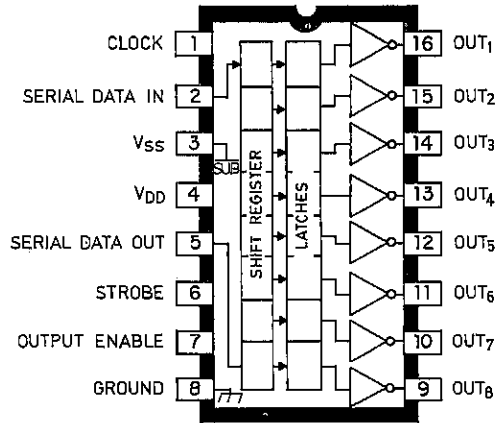 CLOCK 1 16 OUT1
SERIAL DATA IN 2 15 OUT2
VSS 3 14 OUT3
SUB
VDD 4 13 OUT4
SERIAL DATA OUT 5 12 OUT5
STROBE 6 11 OUT6
OUTPUT ENABLE 7 10 OUT7
GROUND 8 9 OUT8
SHIFT REGISTER
LATCHES